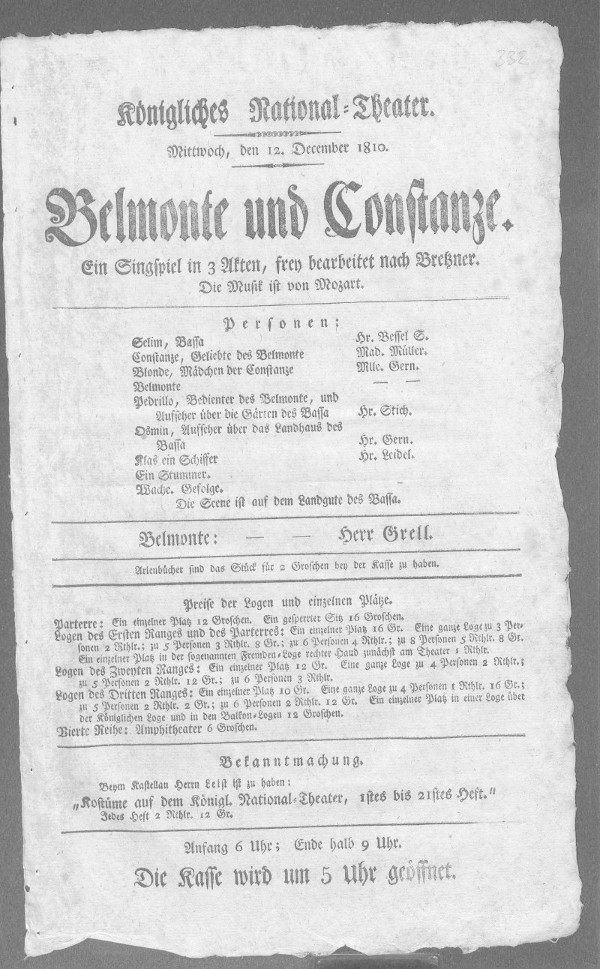 332
Königliches National-Theater.
Mittwoch, den 12. December 1810.
Belmonte und Constanze.
Ein Singspiel in 3 Akten, frey bearbeitet nach Bretzner.
Die Musik ist von Mozart.
Personen:
Selim, Bassa Hr. Bessel S.
Constanze, Geliebte des Belmonte Mad. Müller.
Blonde, Mädchen der Constanze Mlle. Gern.
Belmonte — —
Pedrillo, Bedienter des Belmonte, und
Aufseher über die Gärten des Bassa Hr. Stich.
Osmin, Aufseher über das Landhaus des
Bassa Hr. Gern.
Klas ein Schiffer Hr. Leidel.
Ein Stummer.
Wache. Gefolge.
Die Scene ist auf dem Landgute des Bassa.
Belmonte: — — Herr Grell.
Arienbücher sind das Stück für 2 Groschen bey der Kasse zu haben.
Preise der Logen und einzelnen Plätze.
Parterre: Ein einzelner Platz 12 Groschen. Ein gesperrter Sitz 16 Groschen.
Logen des Ersten Ranges und des Parterres: Ein einzelner Platz 16 Gr. Eine ganze Loge zu 3 Per-
sonen 2 Rthlr.; zu 5 Personen 3 Rthlr. 8 Gr.; zu 6 Personen 4 Rthlr.; zu 8 Personen 5 Rthlr. 8 Gr.
Ein einzelner Platz in der sogenannten Fremden-Loge rechter Hand zunächst am Theater 1 Rthlr.
Logen des Zweyten Ranges: Ein einzelner Platz 12 Gr. Eine ganze Loge zu 4 Personen 2 Rthlr.;
zu 5 Personen 2 Rthlr. 12 Gr.; zu 6 Personen 3 Rthlr.
Logen des Dritten Ranges: Ein einzelner Platz 10 Gr. Eine ganze Loge zu 4 Personen 1 Rthlr. 16 Gr.;
zu 5 Personen 2 Rthlr. 2 Gr.; zu 6 Personen 2 Rthlr. 12 Gr. Ein einzelner Platz in einer Loge über
der Königlichen Loge und in den Balkon-Logen 12 Groschen.
Vierte Reihe: Amphitheater 6 Groschen.
Bekanntmachung.
Beym Kastellan Herrn Leist ist zu haben:
„Kostüme auf dem Königl. National-Theater, 1stes bis 21stes Heft."
Jedes Heft 2 Rthlr. 12 Gr.
Anfang 6 Uhr; Ende halb 9 Uhr.
Die Kasse wird um 5 Uhr geöffnet.